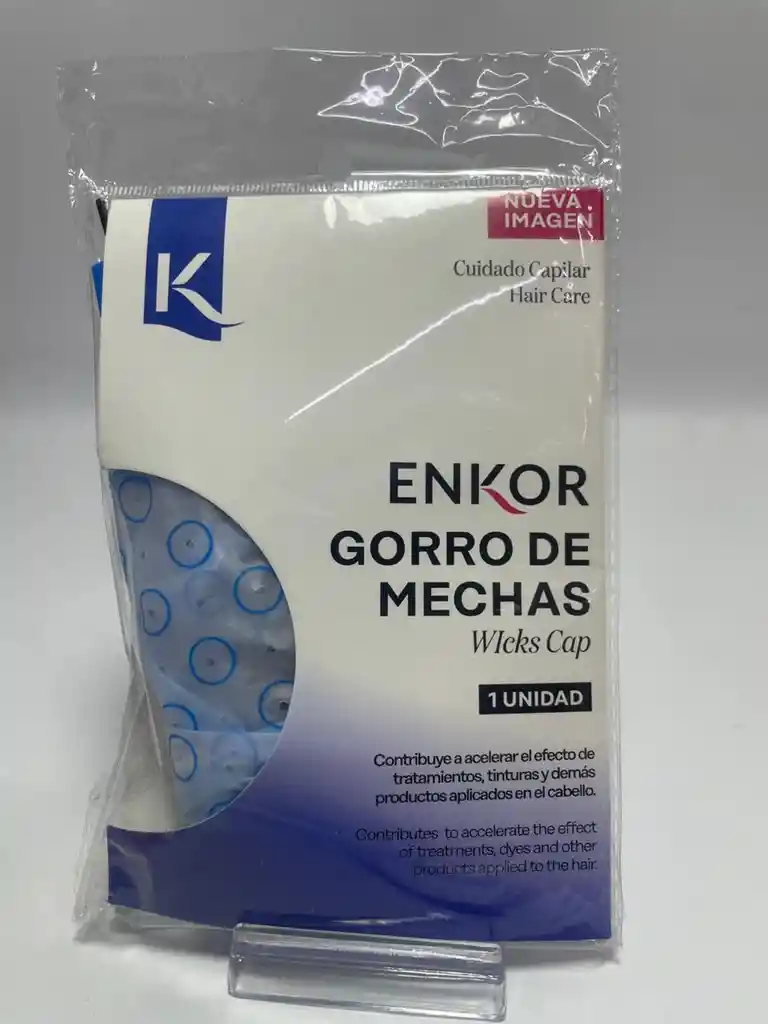 K
NUEVA
IMAGEN
Cuidado Capilar
Hair Care
ENKOR
GORRO DE
MECHAS
WIcks Cap
1 UNIDAD
Contribuye a acelerar el efecto de
tratamientos, tinturas y demás
productos aplicados en el cabello.
Contributes to accelerate the effect
of treatments, dyes and other
products applied to the hair.